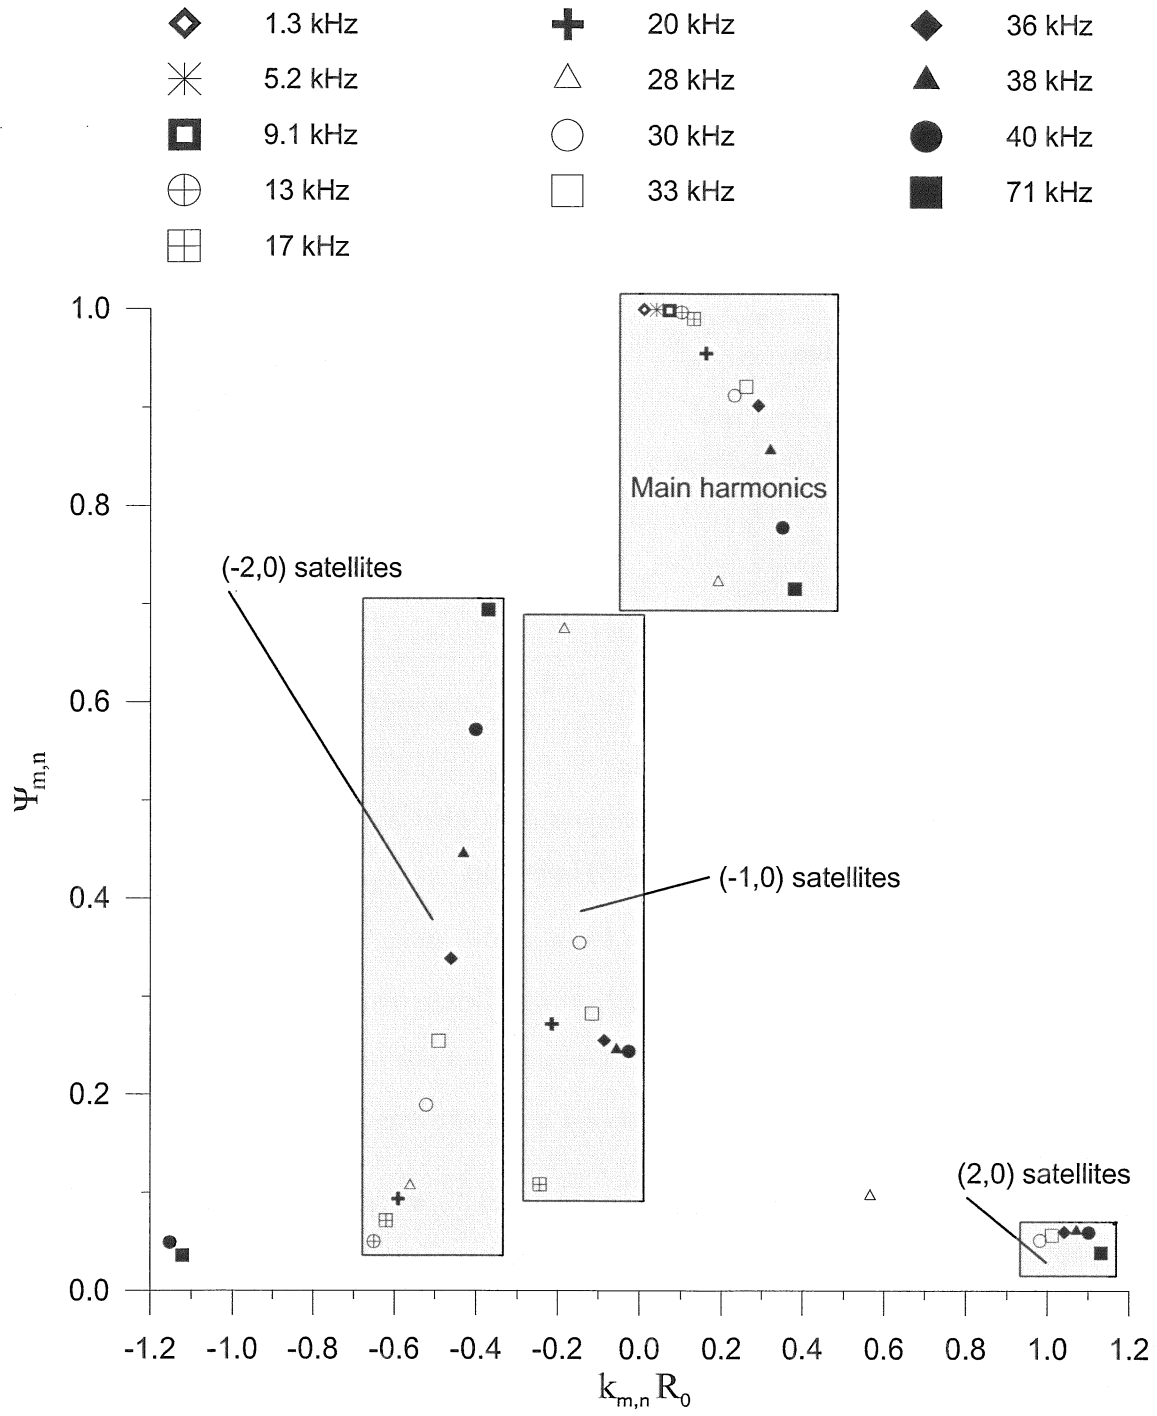 1.3 kHz 20 kHz 36 kHz
5.2 kHz 28 kHz 38 kHz
9.1 kHz 30 kHz 40 kHz
13 kHz 33 kHz 71 kHz
17 kHz
1.0
Main harmonics
0.8
(-2,0) satellites
0.6
Ψm,n
(-1,0) satellites
0.4
0.2
(2,0) satellites
0.0
-1.2 -1.0 -0.8 -0.6 -0.4 -0.2 0.0 0.2 0.4 0.6 0.8 1.0 1.2
km,n R0